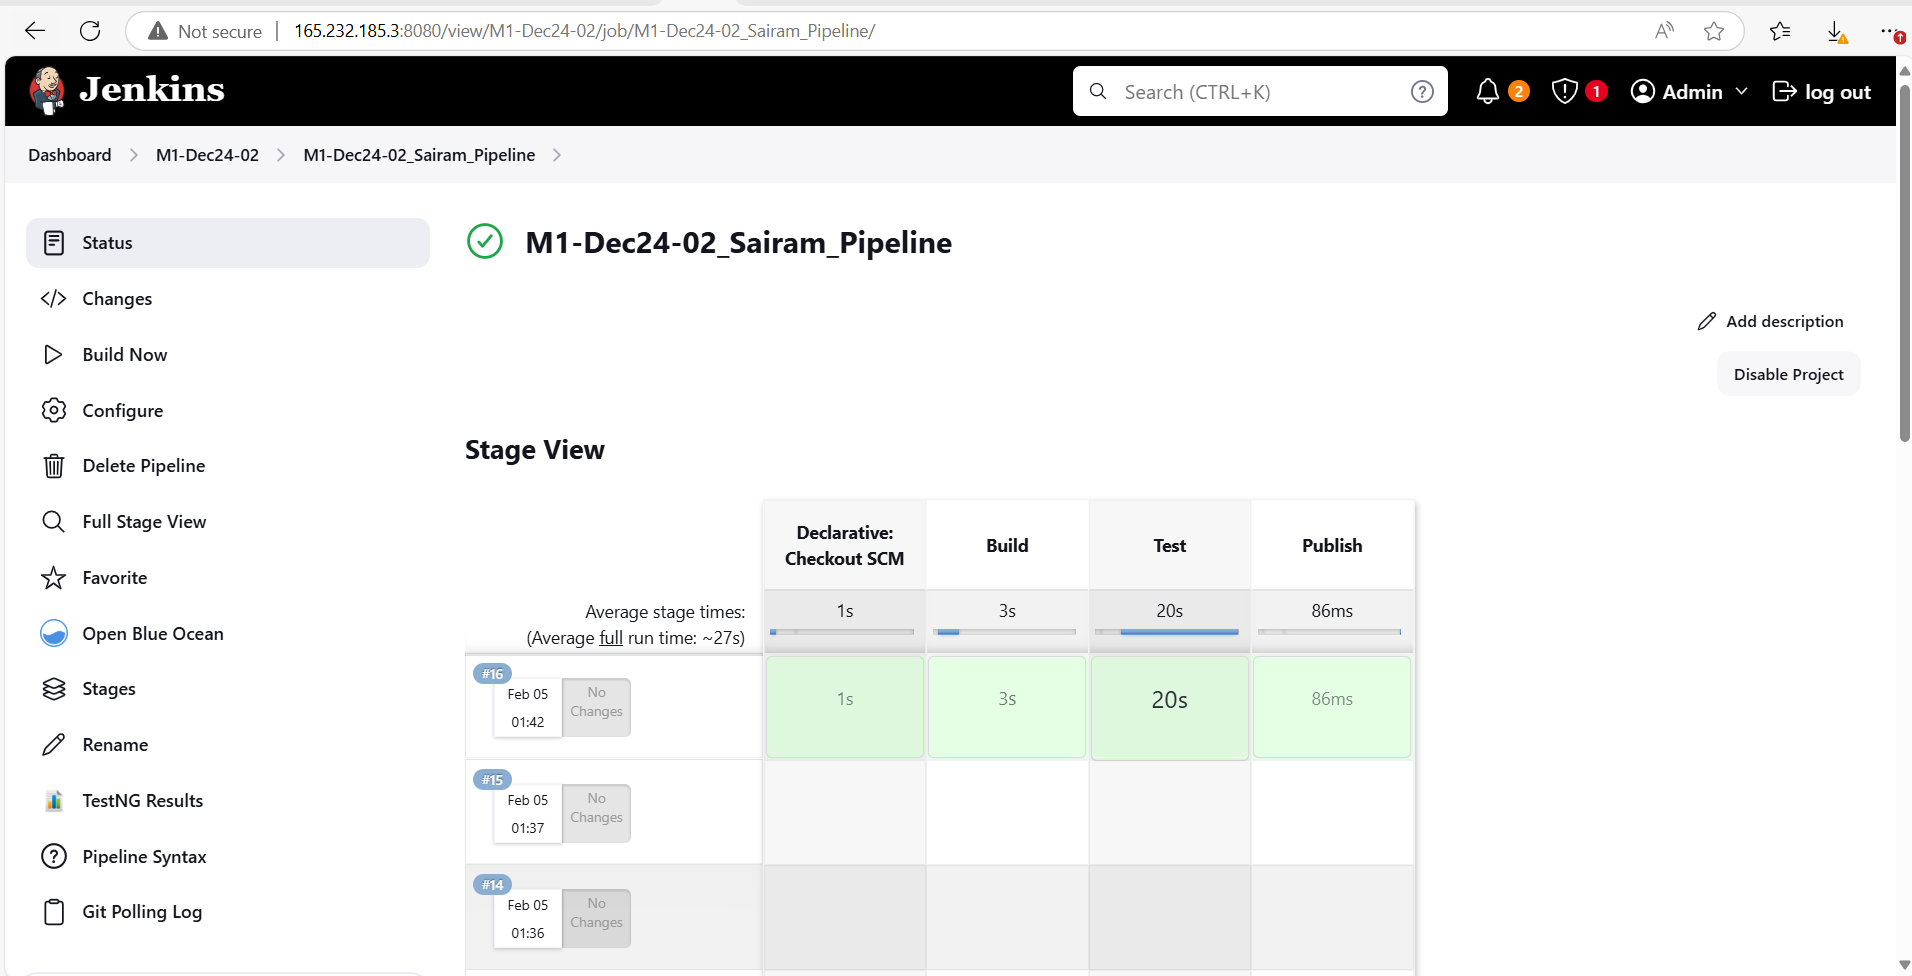 Not secure
165.232.185.3:8080/view/M1-Dec24-02/job/M1-Dec24-02_Sairam_Pipeline/
Jenkins
Search (CTRL+K)
2
1
Admin
log out
Dashboard
M1-Dec24-02
M1-Dec24-02_Sairam_Pipeline
Status
Changes
Build Now
Configure
Delete Pipeline
Full Stage View
Favorite
Open Blue Ocean
Stages
Rename
TestNG Results
Pipeline Syntax
Git Polling Log
M1-Dec24-02_Sairam_Pipeline
Add description
Disable Project
Stage View
Declarative:
Checkout SCM
Build
Test
Publish
Average stage times:
(Average full run time: ~27s)
1s
3s
20s
86ms
#16
Feb 05
01:42
No
Changes
1s
3s
20s
86ms
#15
Feb 05
01:37
No
Changes
#14
Feb 05
01:36
No
Changes